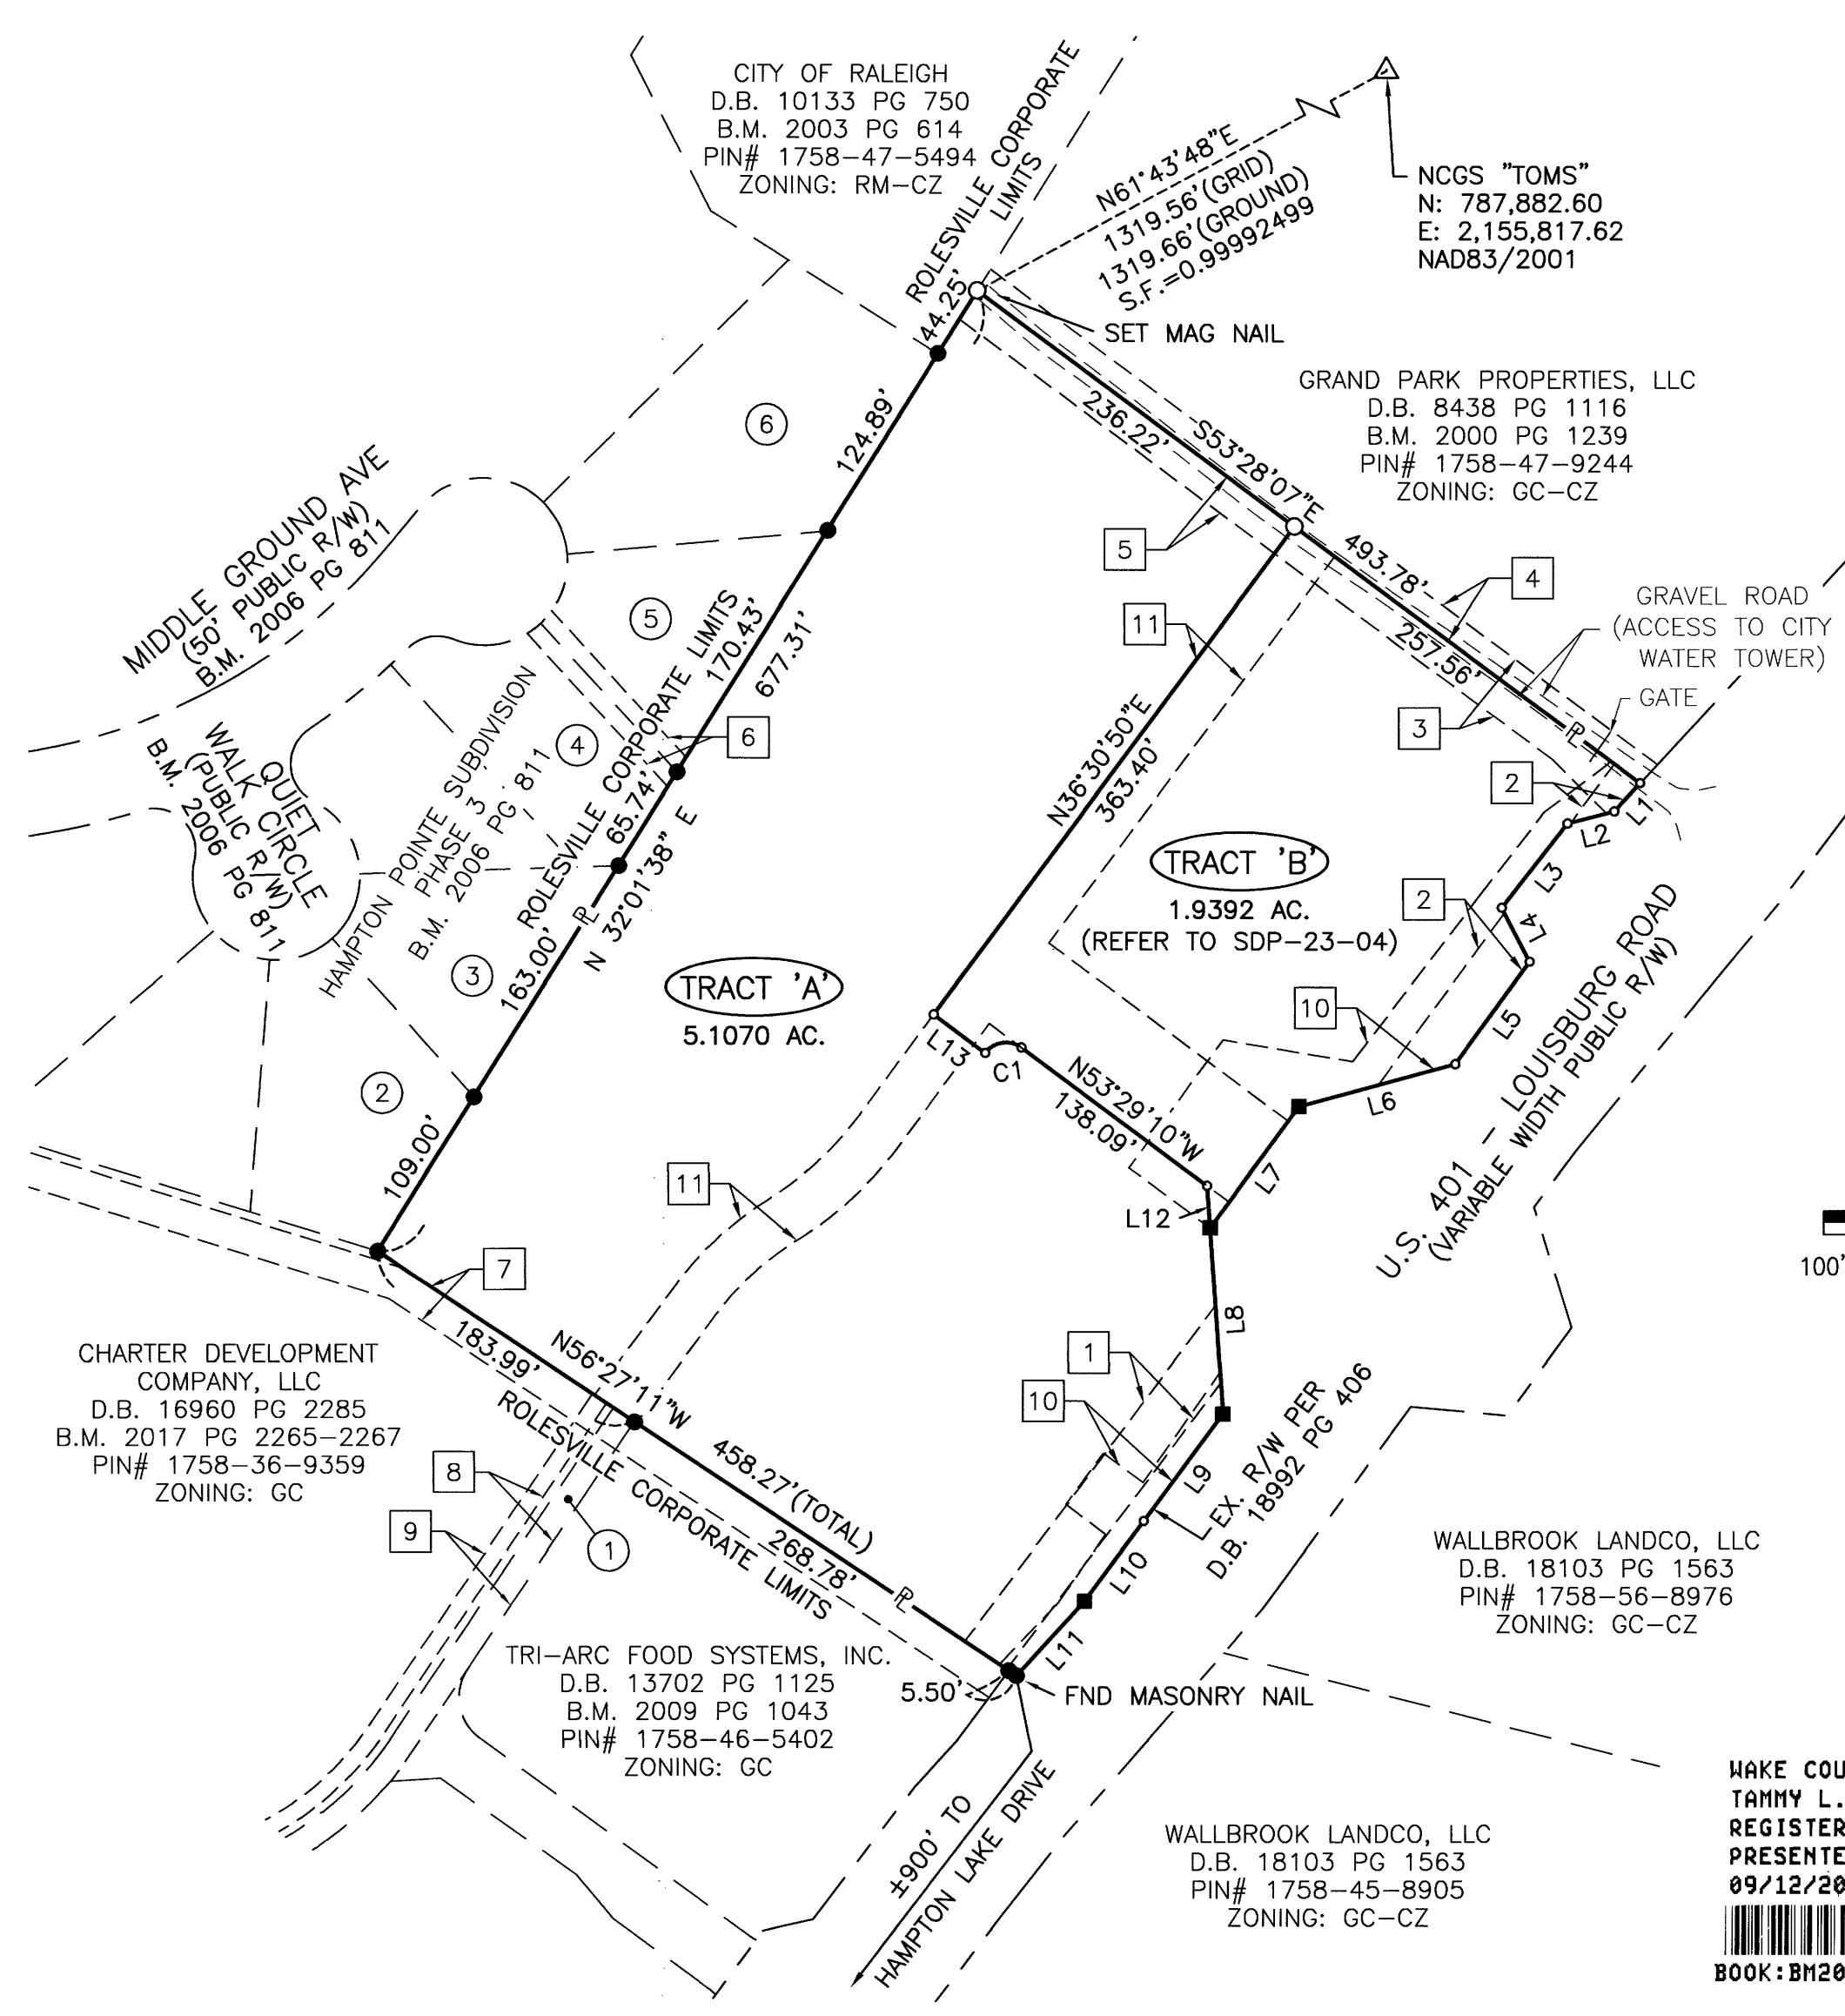 CITY OF RALEIGH
D.B. 10133 PG 750
B.M. 2003 PG 614
PIN# 1758-47-5494
ZONING: RM-CZ
ROLESVILLE CORPORATE
LIMITS
N61°43'48"E
1319.56'(GRID)
1319.66'(GROUND)
S.F.=0.99992499
NCGS "TOMS"
N: 787,882.60
E: 2,155,817.62
NAD83/2001
44.25'
SET MAG NAIL
GRAND PARK PROPERTIES, LLC
D.B. 8438 PG 1116
B.M. 2000 PG 1239
PIN# 1758-47-9244
ZONING: GC-CZ
236.22'
S53°28'07"E
493.78'
257.56'
6
124.89'
5
4
11
GRAVEL ROAD
(ACCESS TO CITY
WATER TOWER)
GATE
3
2
L1
L2
L3
L4
2
MIDDLE GROUND AVE
(50' PUBLIC R/W)
B.M. 2006 PG 811
5
ROLESVILLE CORPORATE LIMITS
170.43'
677.31'
6
4
65.74'
N 32°01'38" E
℄
QUIET
WALK CIRCLE
(PUBLIC R/W)
B.M. 2006 PG 811
HAMPTON POINTE SUBDIVISION
PHASE 3
B.M. 2006 PG 811
3
163.00'
2
109.00'
N36°30'50"E
363.40'
TRACT 'B'
1.9392 AC.
(REFER TO SDP-23-04)
TRACT 'A'
5.1070 AC.
10
L5
L6
L7
L13
C1
N53°29'10"W
138.09'
L12
L8
11
U.S. 401 - LOUISBURG ROAD
(VARIABLE WIDTH PUBLIC R/W)
100'
7
183.99'
N56°27'11"W
458.27'(TOTAL)
268.78'
ROLESVILLE CORPORATE LIMITS
CHARTER DEVELOPMENT
COMPANY, LLC
D.B. 16960 PG 2285
B.M. 2017 PG 2265-2267
PIN# 1758-36-9359
ZONING: GC
8
9
1
1
10
L9
L10
L11
EX. R/W PER
D.B. 18992 PG 406
WALLBROOK LANDCO, LLC
D.B. 18103 PG 1563
PIN# 1758-56-8976
ZONING: GC-CZ
TRI-ARC FOOD SYSTEMS, INC.
D.B. 13702 PG 1125
B.M. 2009 PG 1043
PIN# 1758-46-5402
ZONING: GC
5.50'
FND MASONRY NAIL
±900' TO
HAMPTON LAKE DRIVE
WALLBROOK LANDCO, LLC
D.B. 18103 PG 1563
PIN# 1758-45-8905
ZONING: GC-CZ
WAKE COU
TAMMY L.
REGISTER
PRESENTE
09/12/20
BOOK:BM20